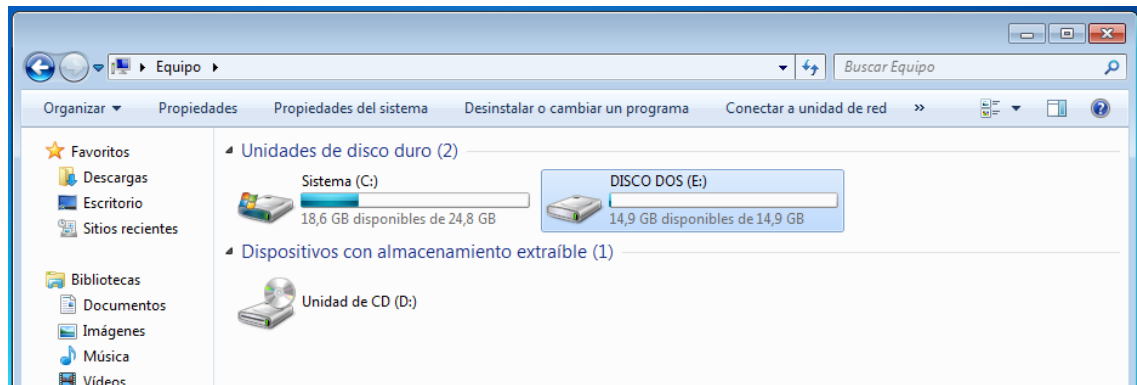 Equipo
Buscar Equipo
Organizar Propiedades Propiedades del sistema Desinstalar o cambiar un programa Conectar a unidad de red »
Favoritos
Descargas
Escritorio
Sitios recientes
Bibliotecas
Documentos
Imágenes
Música
Vídeos
Unidades de disco duro (2)
Sistema (C:)
18,6 GB disponibles de 24,8 GB
DISCO DOS (E:)
14,9 GB disponibles de 14,9 GB
Dispositivos con almacenamiento extraíble (1)
Unidad de CD (D:)